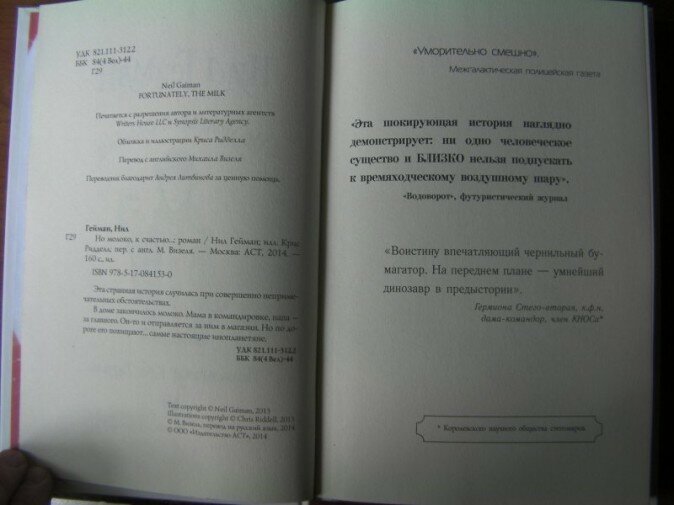 УДК 821.111-312.2
ББК 84(4 Вел)-44
Г29
Neil Gaiman
FORTUNATELY, THE MILK
Печатается с разрешения автора и литературных агентств
Writers House LLC и Synopsis Literary Agency.
Обложка и иллюстрации Криса Ридделла
Перевод с английского Михаила Визеля
Переводчик благодарит Андрея Литвинова за ценную помощь.
Гейман, Нил
Г29 Но молоко, к счастью...: роман / Нил Гейман; илл. Крис
Ридделл, пер. с англ. М. Визеля. — Москва: АСТ, 2014. —
160 с., ил.
ISBN 978-5-17-084153-0
Эта странная история случилась при совершенно непримечательных обстоятельствах.
В доме закончилось молоко. Мама в командировке, папа —
за главного. Он-то и отправляется за ним в магазин. Но по дороге его похищают...самые настоящие инопланетяне.
УДК 821.111-312.2
ББК 84(4 Вел)-44
Text copyright © Neil Gaiman, 2013
Illustrations copyright © Chris Riddell, 2013
© М. Визель, перевод на русский язык, 2014
© ООО «Издательство АСТ», 2014
«Уморительно смешно».
Межгалактическая полицейская газета
«Эта шокирующая история наглядно
демонстрирует: ни одно человеческое
существо и БЛИЗКО нельзя подпускать
к времяходческому воздушному шару».
«Водоворот», футуристический журнал
«Воистину впечатляющий чернильный бу-
магатор. На переднем плане — умнейший
динозавр в предыстории».
Гермиона Стего-вторая, к.ф.н.
дама-командор, член КНОСа*
* Королевского научного общества стегозавров